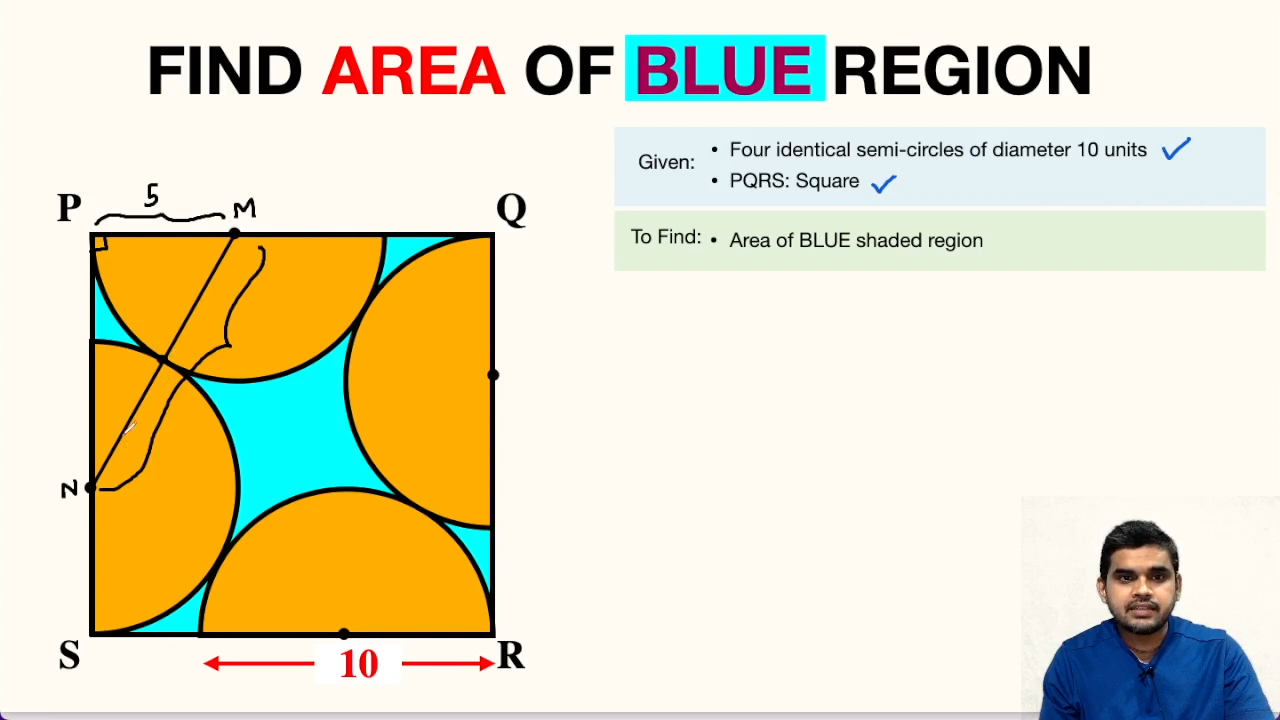 FIND AREA OF BLUE REGION
Given:
• Four identical semi-circles of diameter 10 units
• PQRS: Square
To Find: • Area of BLUE shaded region
5
P M Q
N
S R
10